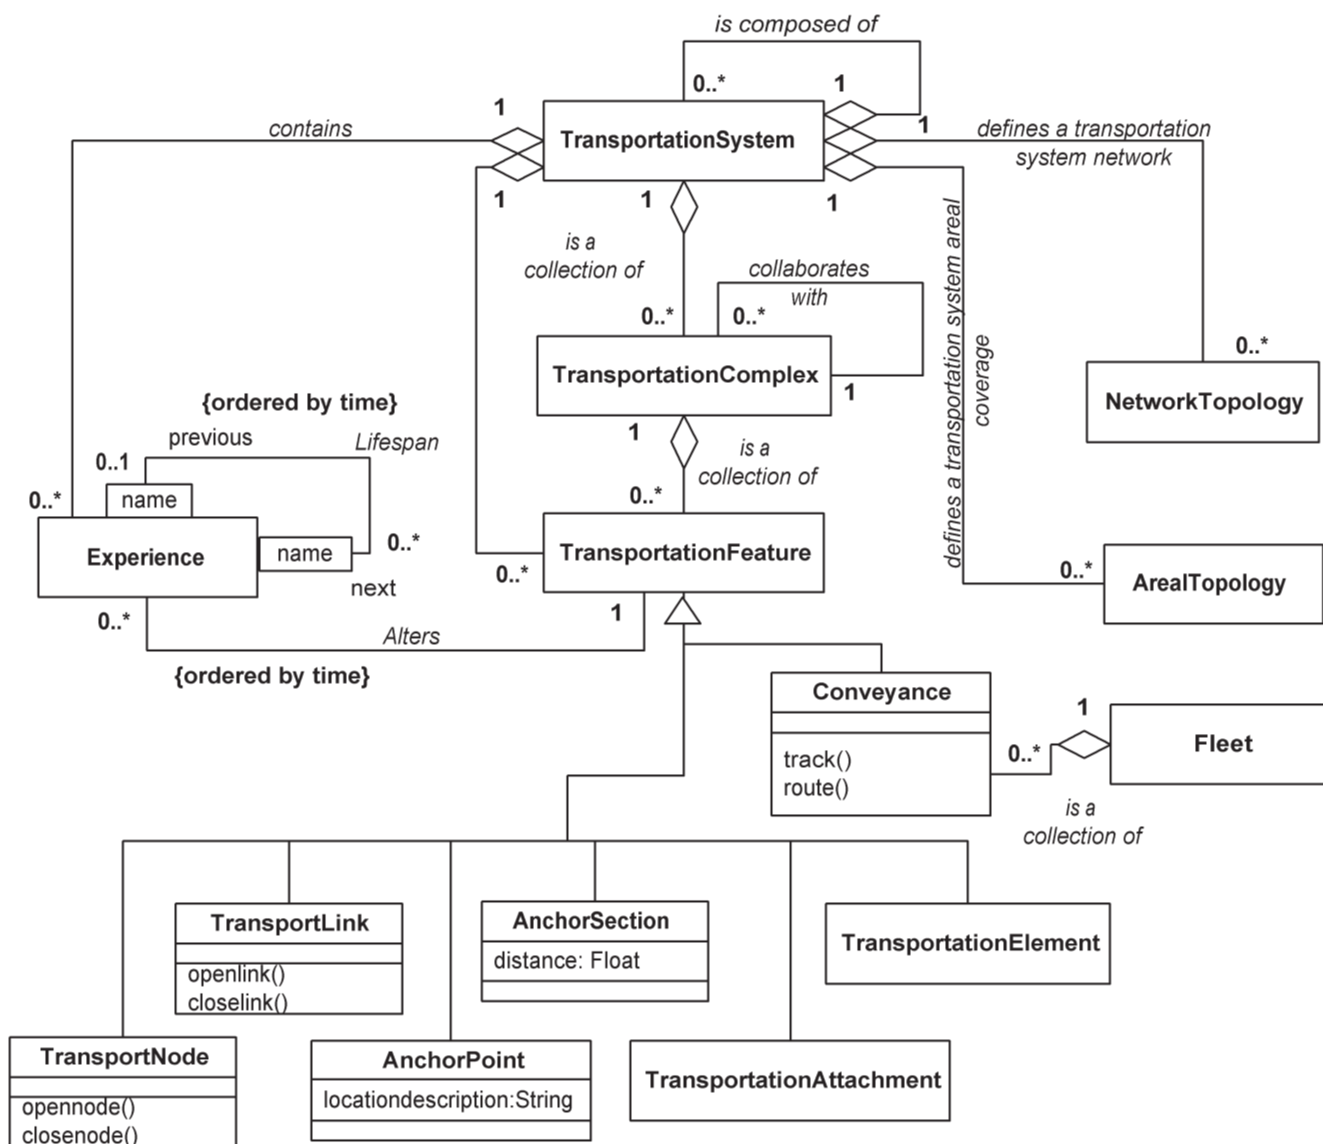 is composed of
0..*
1
1
contains
TransportationSystem
1
defines a transportation
system network
1
1
1
is a
collection of
defines a transportation system areal
coverage
collaborates
with
0..*
0..*
0..*
TransportationComplex
1
NetworkTopology
{ordered by time}
previous
Lifespan
1
is a
collection of
0..1
name
0..*
0..*
Experience
name
0..*
next
TransportationFeature
0..*
0..*
ArealTopology
0..*
Alters
1
{ordered by time}
Conveyance
track()
route()
1
0..*
Fleet
is a
collection of
TransportLink
openlink()
closelink()
AnchorSection
distance: Float
TransportationElement
TransportNode
opennode()
closenode()
AnchorPoint
locationdescription:String
TransportationAttachment